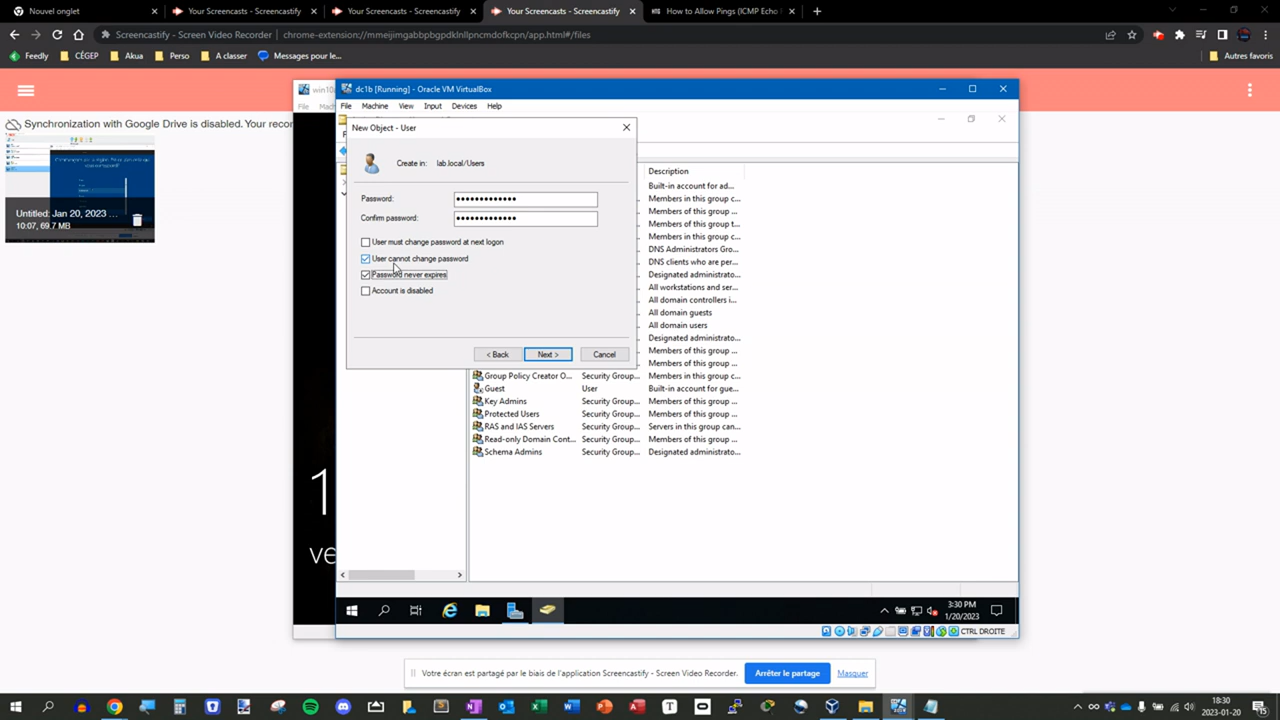 Nouvel onglet
Your Screencasts - Screencastify
Your Screencasts - Screencastify
Your Screencasts - Screencastify
How to Allow Pings (ICMP Echo
Screencastify - Screen Video Recorder
chrome-extension://mmeijimgabbpbgpdklnllpncmdofkcpn/app.html#/files
Feedly
CÉGEP
Akua
Perso
A classer
Messages pour le...
Autres favoris
Synchronization with Google Drive is disabled. Your recor
Untitled: Jan 20, 2023 ...
10:07, 69.7 MB
win10
File
dc1b [Running] - Oracle VM VirtualBox
File Machine View Input Devices Help
New Object - User
Create in: lab.local/Users
Password:
Confirm password:
User must change password at next logon
User cannot change password
Password never expires
Account is disabled
< Back
Next >
Cancel
Description
Built-in account for ad...
Members in this group c...
Members of this group ...
Members of this group t...
Members in this group c...
DNS Administrators Gro...
DNS clients who are per...
Designated administrato...
All workstations and ser...
All domain controllers i...
All domain guests
All domain users
Designated administrato...
Members of this group ...
Members of this group ...
Group Policy Creator O... Security Group... Members in this group c...
Guest User Built-in account for gue...
Key Admins Security Group... Members of this group ...
Protected Users Security Group... Members of this group ...
RAS and IAS Servers Security Group... Servers in this group can...
Read-only Domain Cont... Security Group... Members of this group ...
Schema Admins Security Group... Designated administrato...
1
ve
3:30 PM
1/20/2023
CTRL DROITE
Votre écran est partagé par le biais de l'application Screencastify - Screen Video Recorder.
Arrêter le partage
Masquer
18:30
2023-01-20